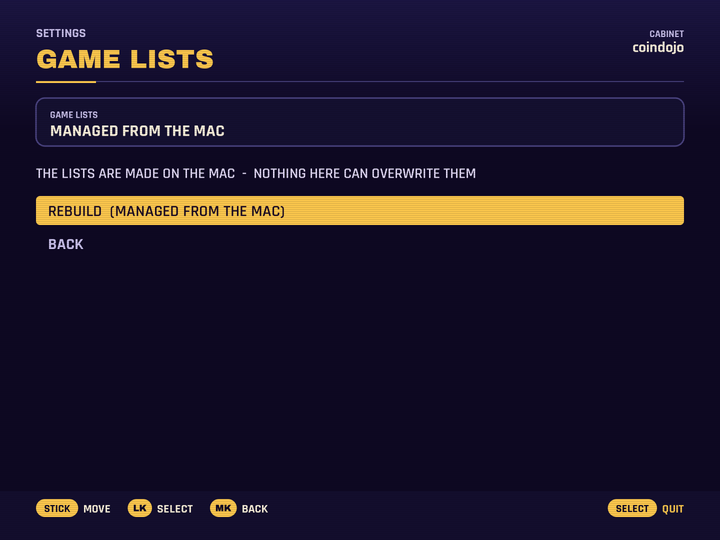 SETTINGS
GAME LISTS
CABINET
coindojo
GAME LISTS
MANAGED FROM THE MAC
THE LISTS ARE MADE ON THE MAC - NOTHING HERE CAN OVERWRITE THEM
REBUILD (MANAGED FROM THE MAC)
BACK
STICK MOVE LK SELECT MK BACK SELECT QUIT